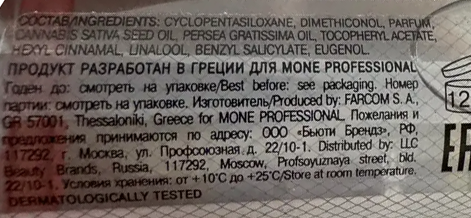 СОСТАВ/INGREDIENTS: CYCLOPENTASILOXANE, DIMETHICONOL, PARFUM,
CANNABIS SATIVA SEED OIL, PERSEA GRATISSIMA OIL, TOCOPHERYL ACETATE,
HEXYL CINNAMAL, LINALOOL, BENZYL SALICYLATE, EUGENOL.
ПРОДУКТ РАЗРАБОТАН В ГРЕЦИИ ДЛЯ MONE PROFESSIONAL
Годен до: смотреть на упаковке/Best before: see packaging. Номер
партии: смотреть на упаковке. Изготовитель/Produced by: FARCOM S.A.,
GR 57001, Thessaloniki, Greece for MONE PROFESSIONAL. Пожелания и
предложения принимаются по адресу: ООО «Бьюти Брендз», РФ,
117292, г. Москва, ул. Профсоюзная д. 22/10-1. Distributed by: LLC
Beauty Brands, Russia, 117292, Moscow, Profsoyuznaya street, bld.
22/10-1. Условия хранения: от +10°C до +25°C/Store at room temperature.
DERMATOLOGICALLY TESTED
12
ЕН